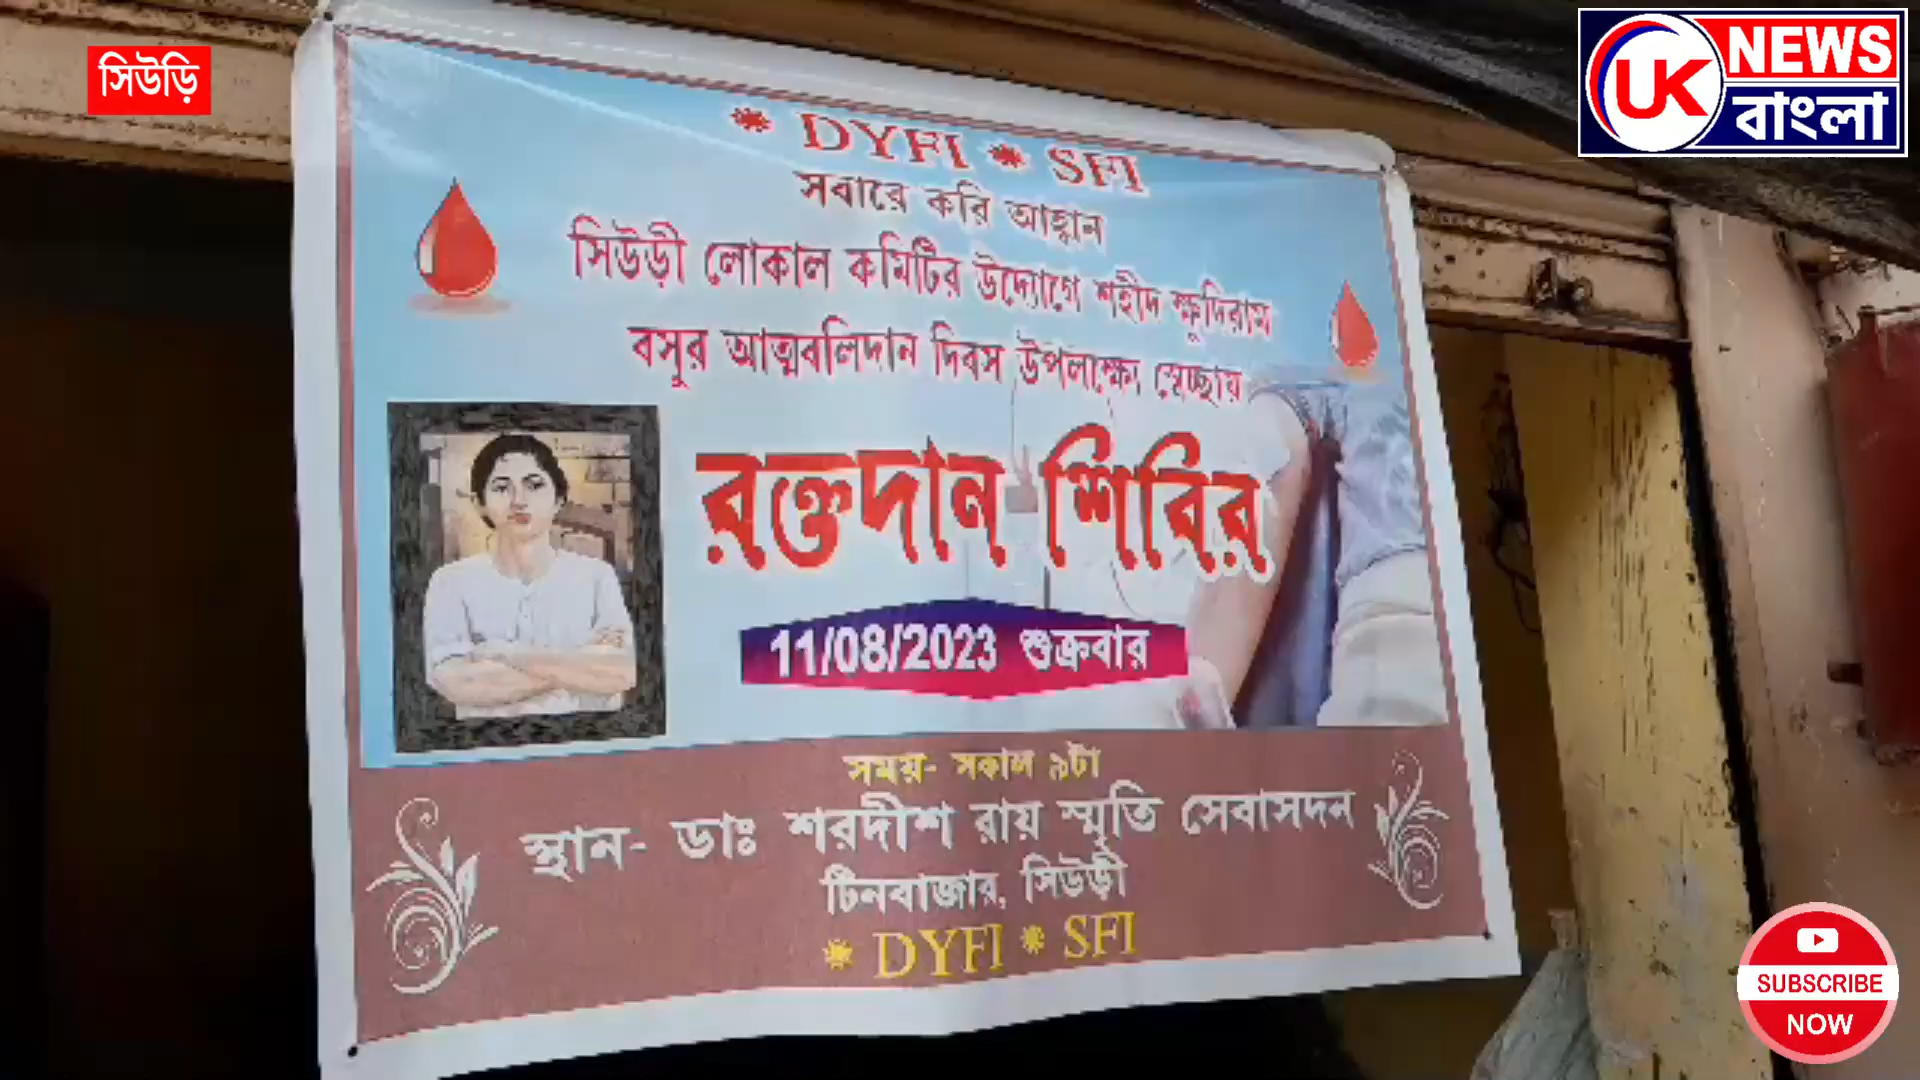 সিউড়ি
UK NEWS
বাংলা
* DYFI * SFI
সবারে করি আহ্বান
সিউড়ী লোকাল কমিটির উদ্যোগে শহীদ ক্ষুদিরাম
বসুর আত্মবলিদান দিবস উপলক্ষ্যে স্বেচ্ছায়
রক্তদান শিবির
11/08/2023 শুক্রবার
সময়- সকাল ৯টা
স্থান- ডাঃ শরদীশ রায় স্মৃতি সেবাসদন
টিনবাজার, সিউড়ী
* DYFI * SFI
SUBSCRIBE
NOW